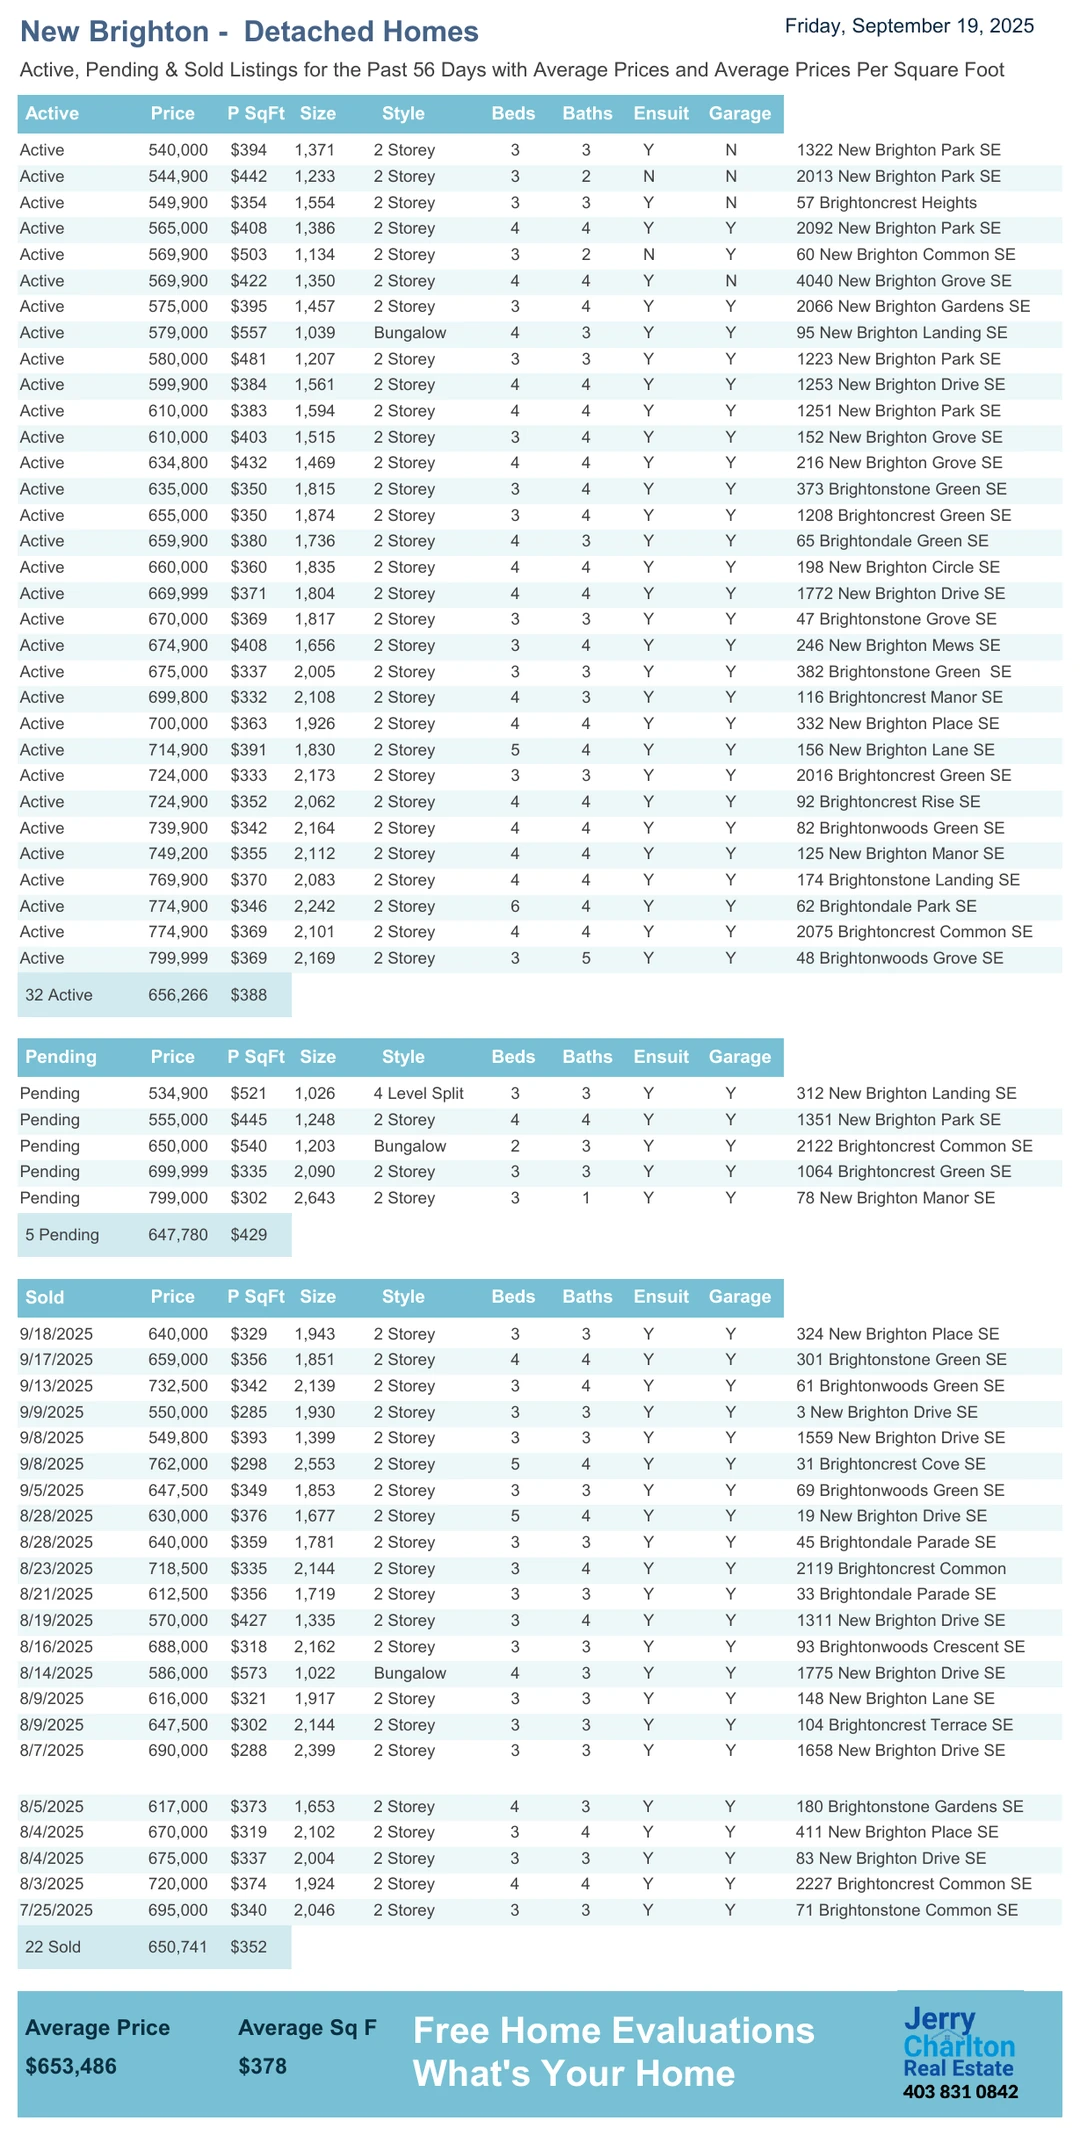 New Brighton - Detached Homes
Friday, September 19, 2025
Active, Pending & Sold Listings for the Past 56 Days with Average Prices and Average Prices Per Square Foot
Active Price P SqFt Size Style Beds Baths Ensuit Garage
Active 540,000 $394 1,371 2 Storey 3 3 Y N 1322 New Brighton Park SE
Active 544,900 $442 1,233 2 Storey 3 2 N N 2013 New Brighton Park SE
Active 549,900 $354 1,554 2 Storey 3 3 Y N 57 Brightoncrest Heights
Active 565,000 $408 1,386 2 Storey 4 4 Y Y 2092 New Brighton Park SE
Active 569,900 $503 1,134 2 Storey 3 2 N Y 60 New Brighton Common SE
Active 569,900 $422 1,350 2 Storey 4 4 Y N 4040 New Brighton Grove SE
Active 575,000 $395 1,457 2 Storey 3 4 Y Y 2066 New Brighton Gardens SE
Active 579,000 $557 1,039 Bungalow 4 3 Y Y 95 New Brighton Landing SE
Active 580,000 $481 1,207 2 Storey 3 3 Y Y 1223 New Brighton Park SE
Active 599,900 $384 1,561 2 Storey 4 4 Y Y 1253 New Brighton Drive SE
Active 610,000 $383 1,594 2 Storey 4 4 Y Y 1251 New Brighton Park SE
Active 610,000 $403 1,515 2 Storey 3 4 Y Y 152 New Brighton Grove SE
Active 634,800 $432 1,469 2 Storey 4 4 Y Y 216 New Brighton Grove SE
Active 635,000 $350 1,815 2 Storey 3 4 Y Y 373 Brightonstone Green SE
Active 655,000 $350 1,874 2 Storey 3 4 Y Y 1208 Brightoncrest Green SE
Active 659,900 $380 1,736 2 Storey 4 3 Y Y 65 Brightondale Green SE
Active 660,000 $360 1,835 2 Storey 4 4 Y Y 198 New Brighton Circle SE
Active 669,999 $371 1,804 2 Storey 4 4 Y Y 1772 New Brighton Drive SE
Active 670,000 $369 1,817 2 Storey 3 3 Y Y 47 Brightonstone Grove SE
Active 674,900 $408 1,656 2 Storey 3 4 Y Y 246 New Brighton Mews SE
Active 675,000 $337 2,005 2 Storey 3 3 Y Y 382 Brightonstone Green SE
Active 699,800 $332 2,108 2 Storey 4 3 Y Y 116 Brightoncrest Manor SE
Active 700,000 $363 1,926 2 Storey 4 4 Y Y 332 New Brighton Place SE
Active 714,900 $391 1,830 2 Storey 5 4 Y Y 156 New Brighton Lane SE
Active 724,000 $333 2,173 2 Storey 3 3 Y Y 2016 Brightoncrest Green SE
Active 724,900 $352 2,062 2 Storey 4 4 Y Y 92 Brightoncrest Rise SE
Active 739,900 $342 2,164 2 Storey 4 4 Y Y 82 Brightonwoods Green SE
Active 749,200 $355 2,112 2 Storey 4 4 Y Y 125 New Brighton Manor SE
Active 769,900 $370 2,083 2 Storey 4 4 Y Y 174 Brightonstone Landing SE
Active 774,900 $346 2,242 2 Storey 6 4 Y Y 62 Brightondale Park SE
Active 774,900 $369 2,101 2 Storey 4 4 Y Y 2075 Brightoncrest Common SE
Active 799,999 $369 2,169 2 Storey 3 5 Y Y 48 Brightonwoods Grove SE
32 Active 656,266 $388
Pending Price P SqFt Size Style Beds Baths Ensuit Garage
Pending 534,900 $521 1,026 4 Level Split 3 3 Y Y 312 New Brighton Landing SE
Pending 555,000 $445 1,248 2 Storey 4 4 Y Y 1351 New Brighton Park SE
Pending 650,000 $540 1,203 Bungalow 2 3 Y Y 2122 Brightoncrest Common SE
Pending 699,999 $335 2,090 2 Storey 3 3 Y Y 1064 Brightoncrest Green SE
Pending 799,000 $302 2,643 2 Storey 3 1 Y Y 78 New Brighton Manor SE
5 Pending 647,780 $429
Sold Price P SqFt Size Style Beds Baths Ensuit Garage
9/18/2025 640,000 $329 1,943 2 Storey 3 3 Y Y 324 New Brighton Place SE
9/17/2025 659,000 $356 1,851 2 Storey 4 4 Y Y 301 Brightonstone Green SE
9/13/2025 732,500 $342 2,139 2 Storey 3 4 Y Y 61 Brightonwoods Green SE
9/9/2025 550,000 $285 1,930 2 Storey 3 3 Y Y 3 New Brighton Drive SE
9/8/2025 549,800 $393 1,399 2 Storey 3 3 Y Y 1559 New Brighton Drive SE
9/8/2025 762,000 $298 2,553 2 Storey 5 4 Y Y 31 Brightoncrest Cove SE
9/5/2025 647,500 $349 1,853 2 Storey 3 3 Y Y 69 Brightonwoods Green SE
8/28/2025 630,000 $376 1,677 2 Storey 5 4 Y Y 19 New Brighton Drive SE
8/28/2025 640,000 $359 1,781 2 Storey 3 3 Y Y 45 Brightondale Parade SE
8/23/2025 718,500 $335 2,144 2 Storey 3 4 Y Y 2119 Brightoncrest Common
8/21/2025 612,500 $356 1,719 2 Storey 3 3 Y Y 33 Brightondale Parade SE
8/19/2025 570,000 $427 1,335 2 Storey 3 4 Y Y 1311 New Brighton Drive SE
8/16/2025 688,000 $318 2,162 2 Storey 3 3 Y Y 93 Brightonwoods Crescent SE
8/14/2025 586,000 $573 1,022 Bungalow 4 3 Y Y 1775 New Brighton Drive SE
8/9/2025 616,000 $321 1,917 2 Storey 3 3 Y Y 148 New Brighton Lane SE
8/9/2025 647,500 $302 2,144 2 Storey 3 3 Y Y 104 Brightoncrest Terrace SE
8/7/2025 690,000 $288 2,399 2 Storey 3 3 Y Y 1658 New Brighton Drive SE
8/5/2025 617,000 $373 1,653 2 Storey 4 3 Y Y 180 Brightonstone Gardens SE
8/4/2025 670,000 $319 2,102 2 Storey 3 4 Y Y 411 New Brighton Place SE
8/4/2025 675,000 $337 2,004 2 Storey 3 3 Y Y 83 New Brighton Drive SE
8/3/2025 720,000 $374 1,924 2 Storey 4 4 Y Y 2227 Brightoncrest Common SE
7/25/2025 695,000 $340 2,046 2 Storey 3 3 Y Y 71 Brightonstone Common SE
22 Sold 650,741 $352
Average Price Average Sq F
$653,486 $378
Free Home Evaluations
What's Your Home
Jerry
Charlton
Real Estate
403 831 0842